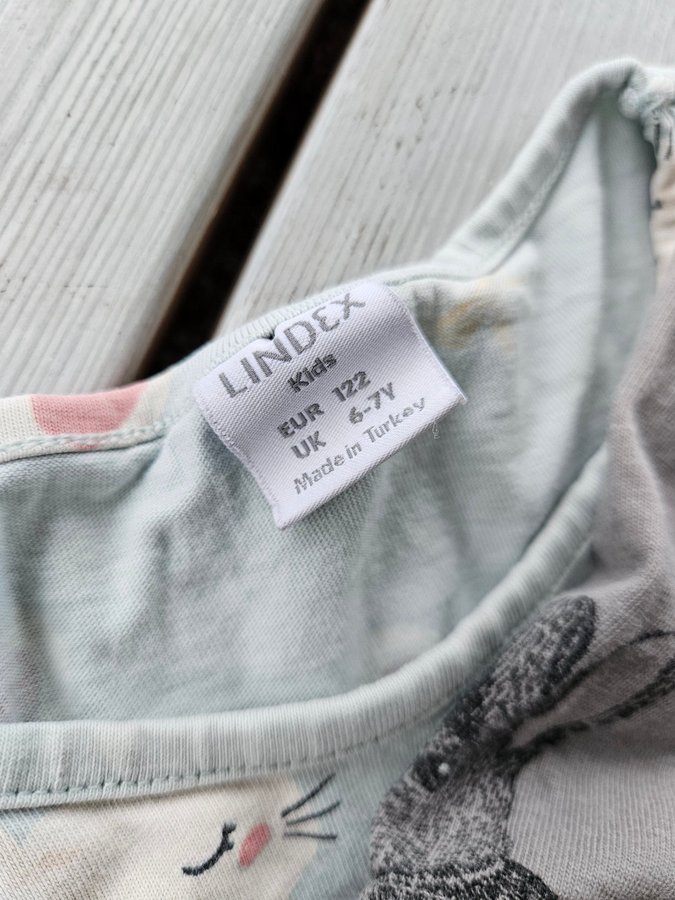 LINDEX
Kids
EUR 122
UK 6-7Y
Made in Turkey